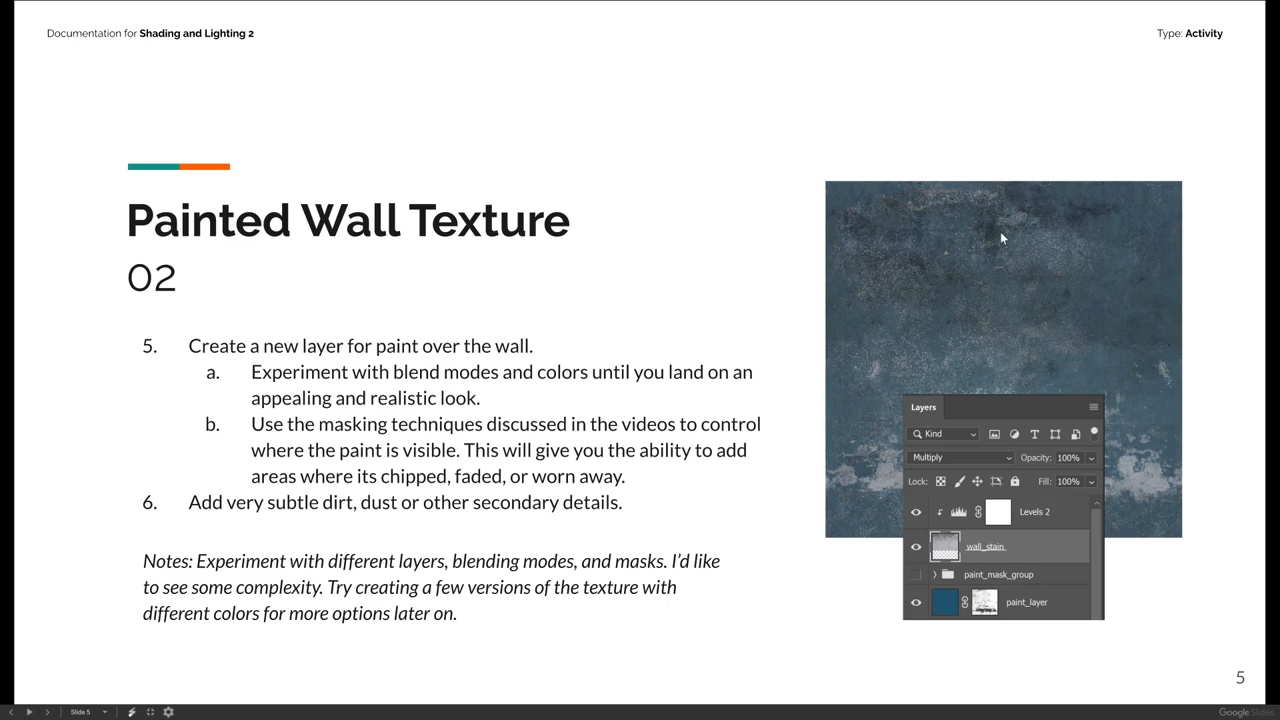 Documentation for Shading and Lighting 2
Type: Activity
Painted Wall Texture
02
5. Create a new layer for paint over the wall.
a. Experiment with blend modes and colors until you land on an
appealing and realistic look.
b. Use the masking techniques discussed in the videos to control
where the paint is visible. This will give you the ability to add
areas where its chipped, faded, or worn away.
6. Add very subtle dirt, dust or other secondary details.
Notes: Experiment with different layers, blending modes, and masks. I'd like
to see some complexity. Try creating a few versions of the texture with
different colors for more options later on.
Layers
Kind
Multiply Opacity: 100%
Lock: Fill: 100%
Levels 2
wall_stain
paint_mask_group
paint_layer
5
Slide 5
Google Slides